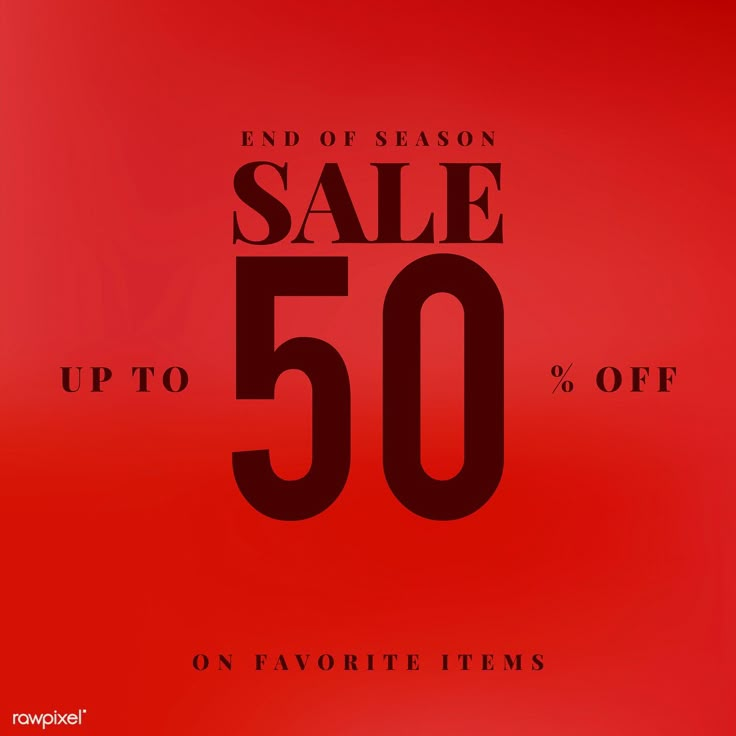 END OF SEASON
SALE
UP TO 50 % OFF
ON FAVORITE ITEMS
rawpixel